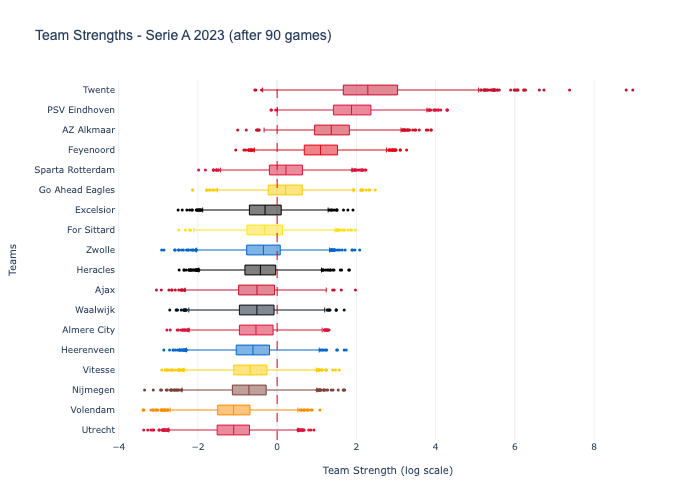 Team Strengths - Serie A 2023 (after 90 games)
Twente
PSV Eindhoven
AZ Alkmaar
Feyenoord
Sparta Rotterdam
Go Ahead Eagles
Excelsior
For Sittard
Zwolle
Heracles
Ajax
Waalwijk
Almere City
Heerenveen
Vitesse
Nijmegen
Volendam
Utrecht
Teams
−4 −2 0 2 4 6 8
Team Strength (log scale)